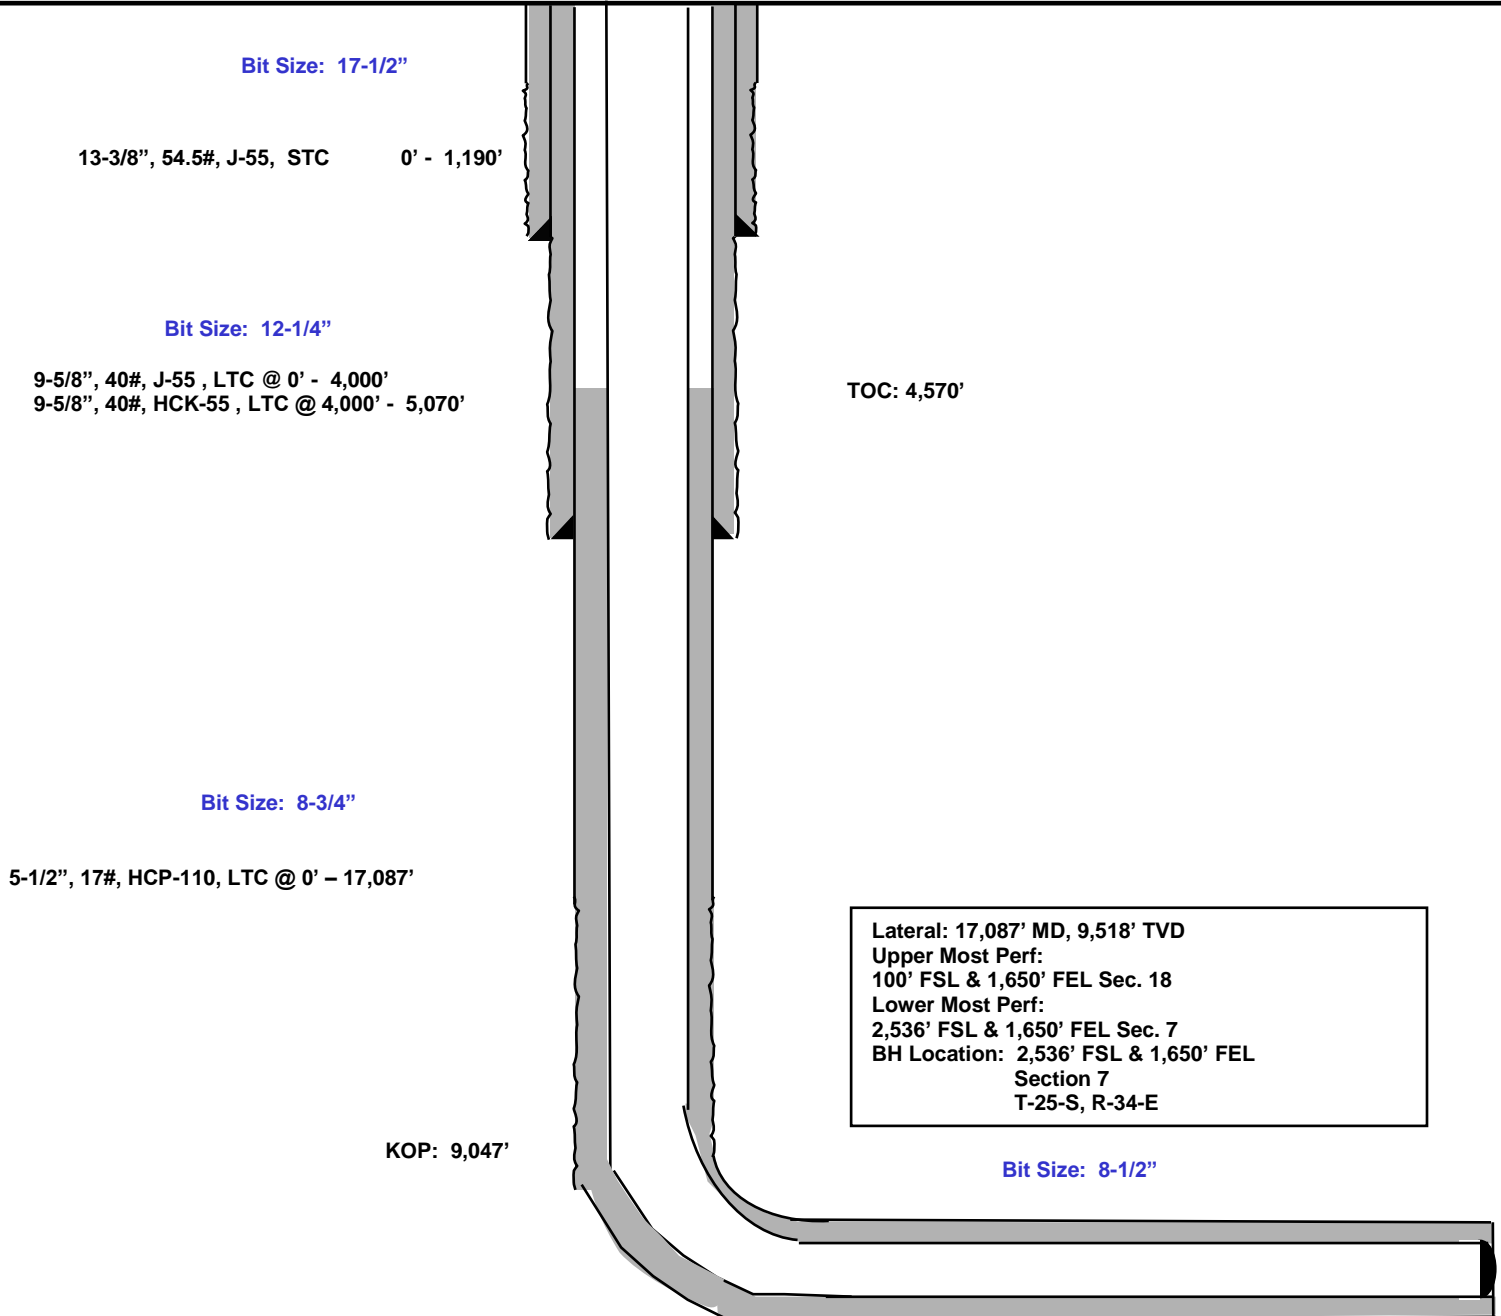 Bit Size: 17-1/2”
13-3/8”, 54.5#, J-55, STC 0’ - 1,190’
Bit Size: 12-1/4”
9-5/8”, 40#, J-55 , LTC @ 0’ - 4,000’
9-5/8”, 40#, HCK-55 , LTC @ 4,000’ - 5,070’
TOC: 4,570’
Bit Size: 8-3/4”
5-1/2”, 17#, HCP-110, LTC @ 0’ – 17,087’
Lateral: 17,087’ MD, 9,518’ TVD
Upper Most Perf:
100’ FSL & 1,650’ FEL Sec. 18
Lower Most Perf:
2,536’ FSL & 1,650’ FEL Sec. 7
BH Location: 2,536’ FSL & 1,650’ FEL
Section 7
T-25-S, R-34-E
KOP: 9,047’
Bit Size: 8-1/2”